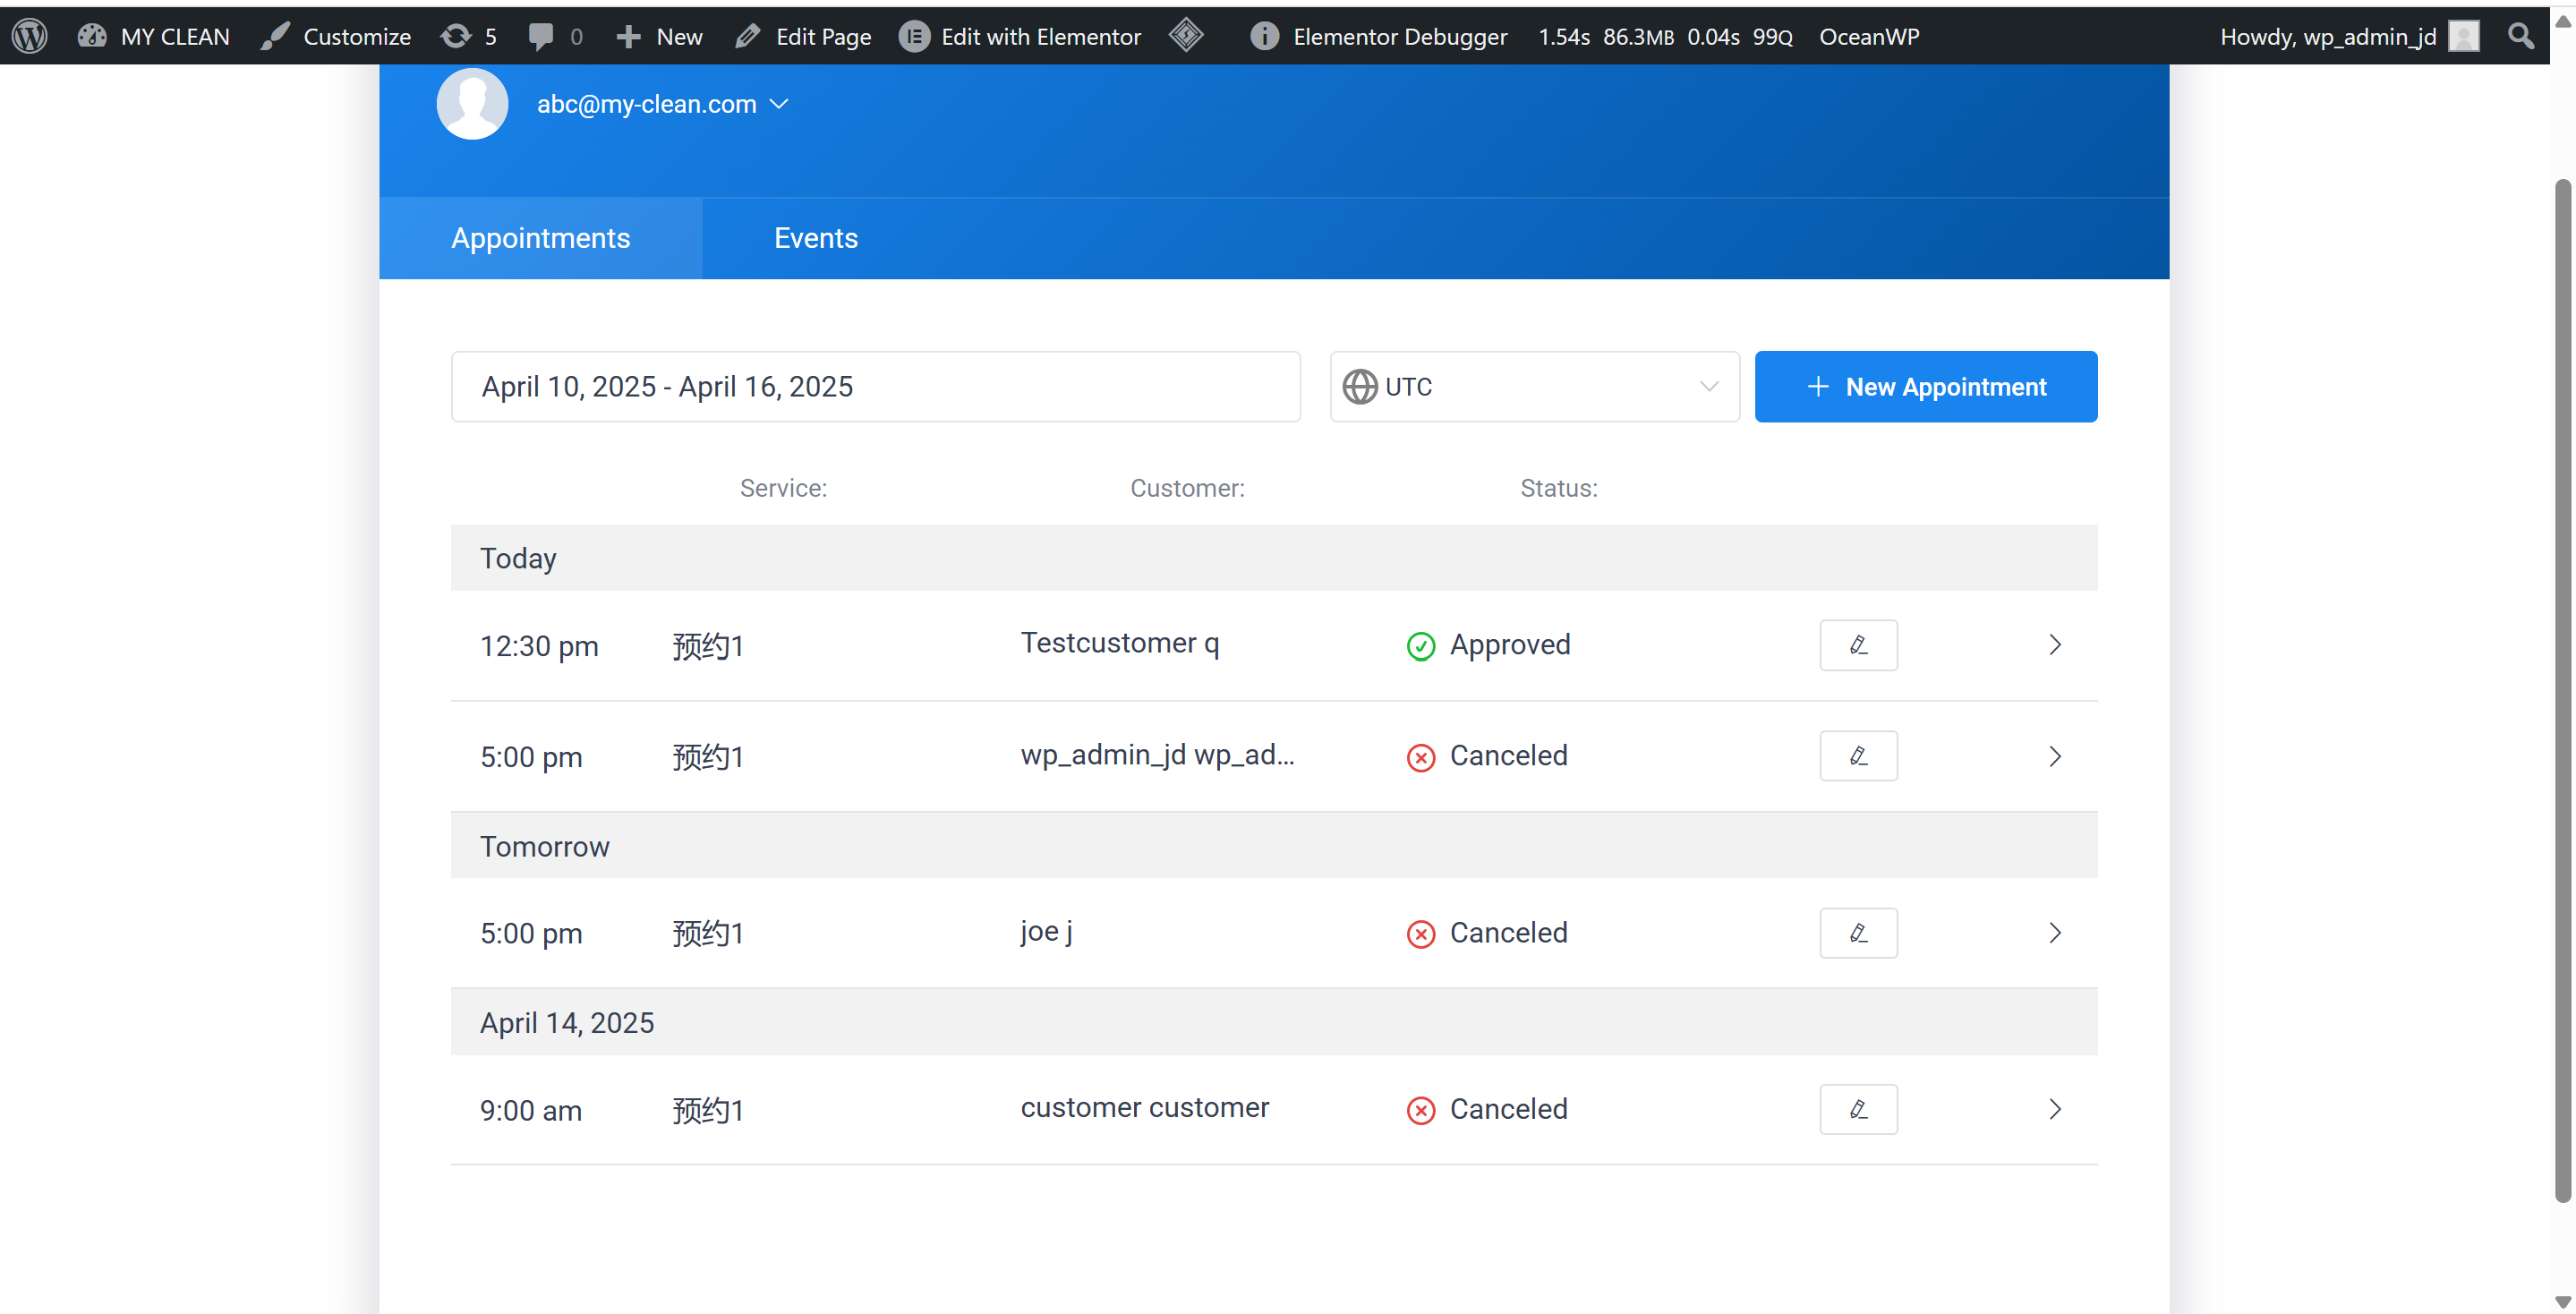 MY CLEAN Customize 5 0 New Edit Page Edit with Elementor Elementor Debugger 1.54s 86.3MB 0.04s 99Q OceanWP Howdy, wp_admin_jd
abc@my-clean.com
Appointments Events
April 10, 2025 - April 16, 2025 UTC New Appointment
Service: Customer: Status:
Today
12:30 pm 预约1 Testcustomer q Approved
5:00 pm 预约1 wp_admin_jd wp_ad... Canceled
Tomorrow
5:00 pm 预约1 joe j Canceled
April 14, 2025
9:00 am 预约1 customer customer Canceled